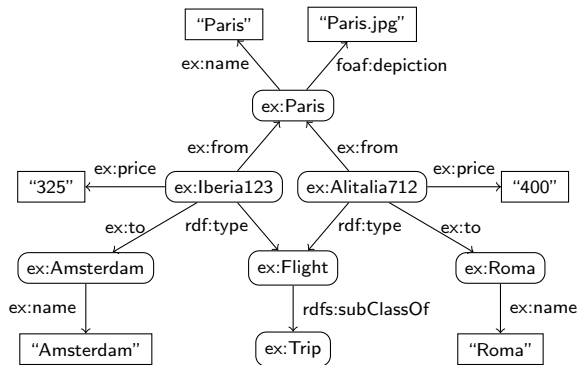 “Paris”
“Paris.jpg”
ex:name
foaf:depiction
ex:Paris
ex:from
ex:from
“325”
ex:price
ex:Iberia123
ex:Alitalia712
ex:price
“400”
ex:to
rdf:type
rdf:type
ex:to
ex:Amsterdam
ex:Flight
ex:Roma
ex:name
rdfs:subClassOf
ex:name
“Amsterdam”
ex:Trip
“Roma”